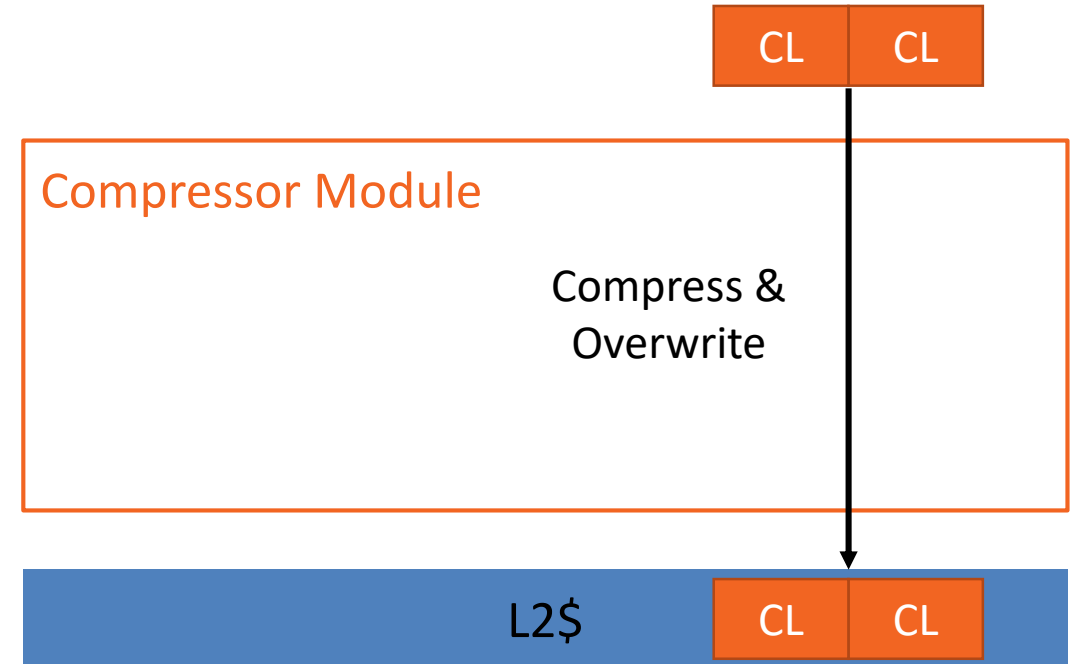 CL CL
Compressor Module
Compress &
Overwrite
L2$ CL CL